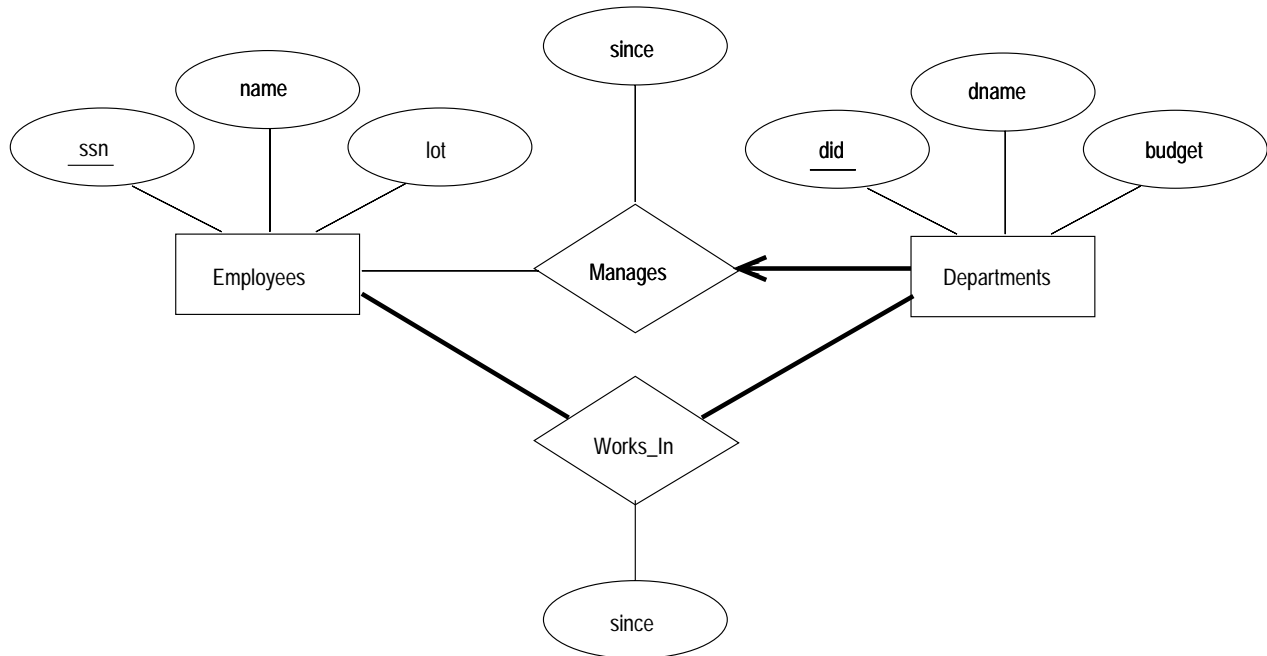 since
name
dname
ssn
lot
did
budget
Employees
Manages
Departments
Works_In
since